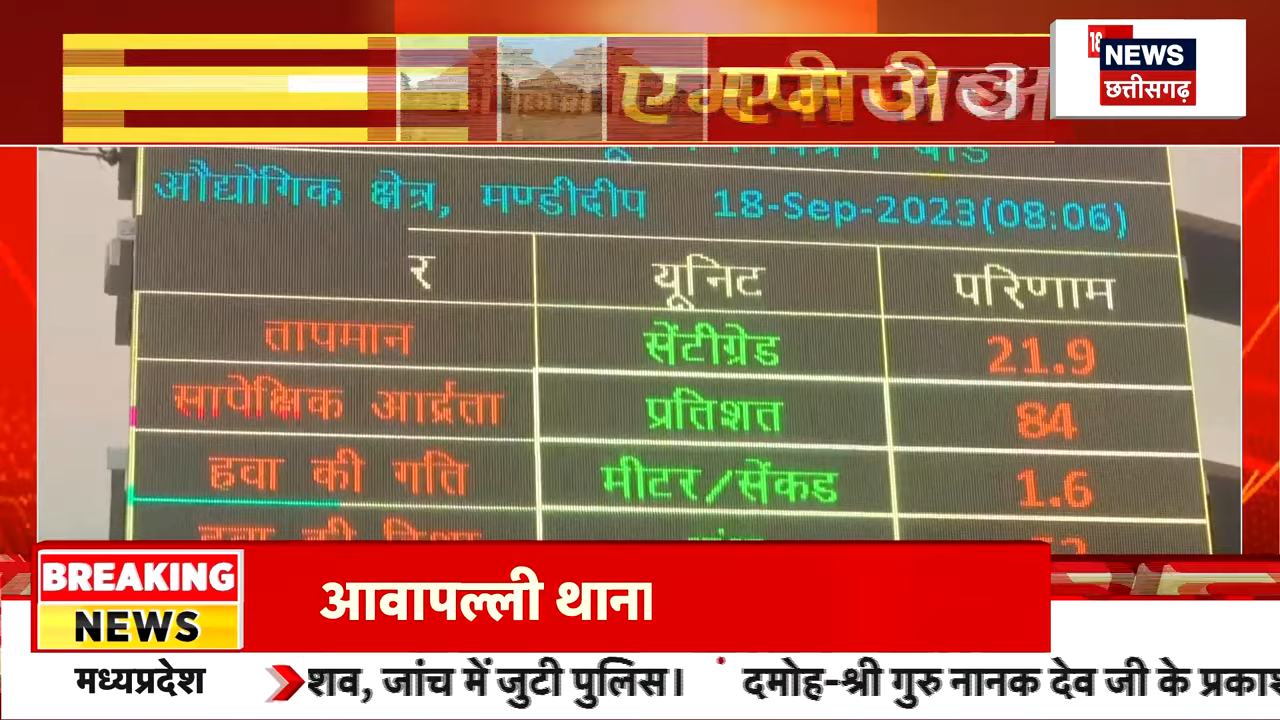 18
NEWS
छत्तीसगढ़
औद्योगिक क्षेत्र, मण्डीदीप 18-Sep-2023(08:06)
र यूनिट परिणाम
तापमान सेंटीग्रेड 21.9
सापेक्षिक आर्द्रता प्रतिशत 84
हवा की गति मीटर/सेंकड 1.6
BREAKING
NEWS
आवापल्ली थाना
मध्यप्रदेश
शव, जांच में जुटी पुलिस। दमोह-श्री गुरु नानक देव जी के